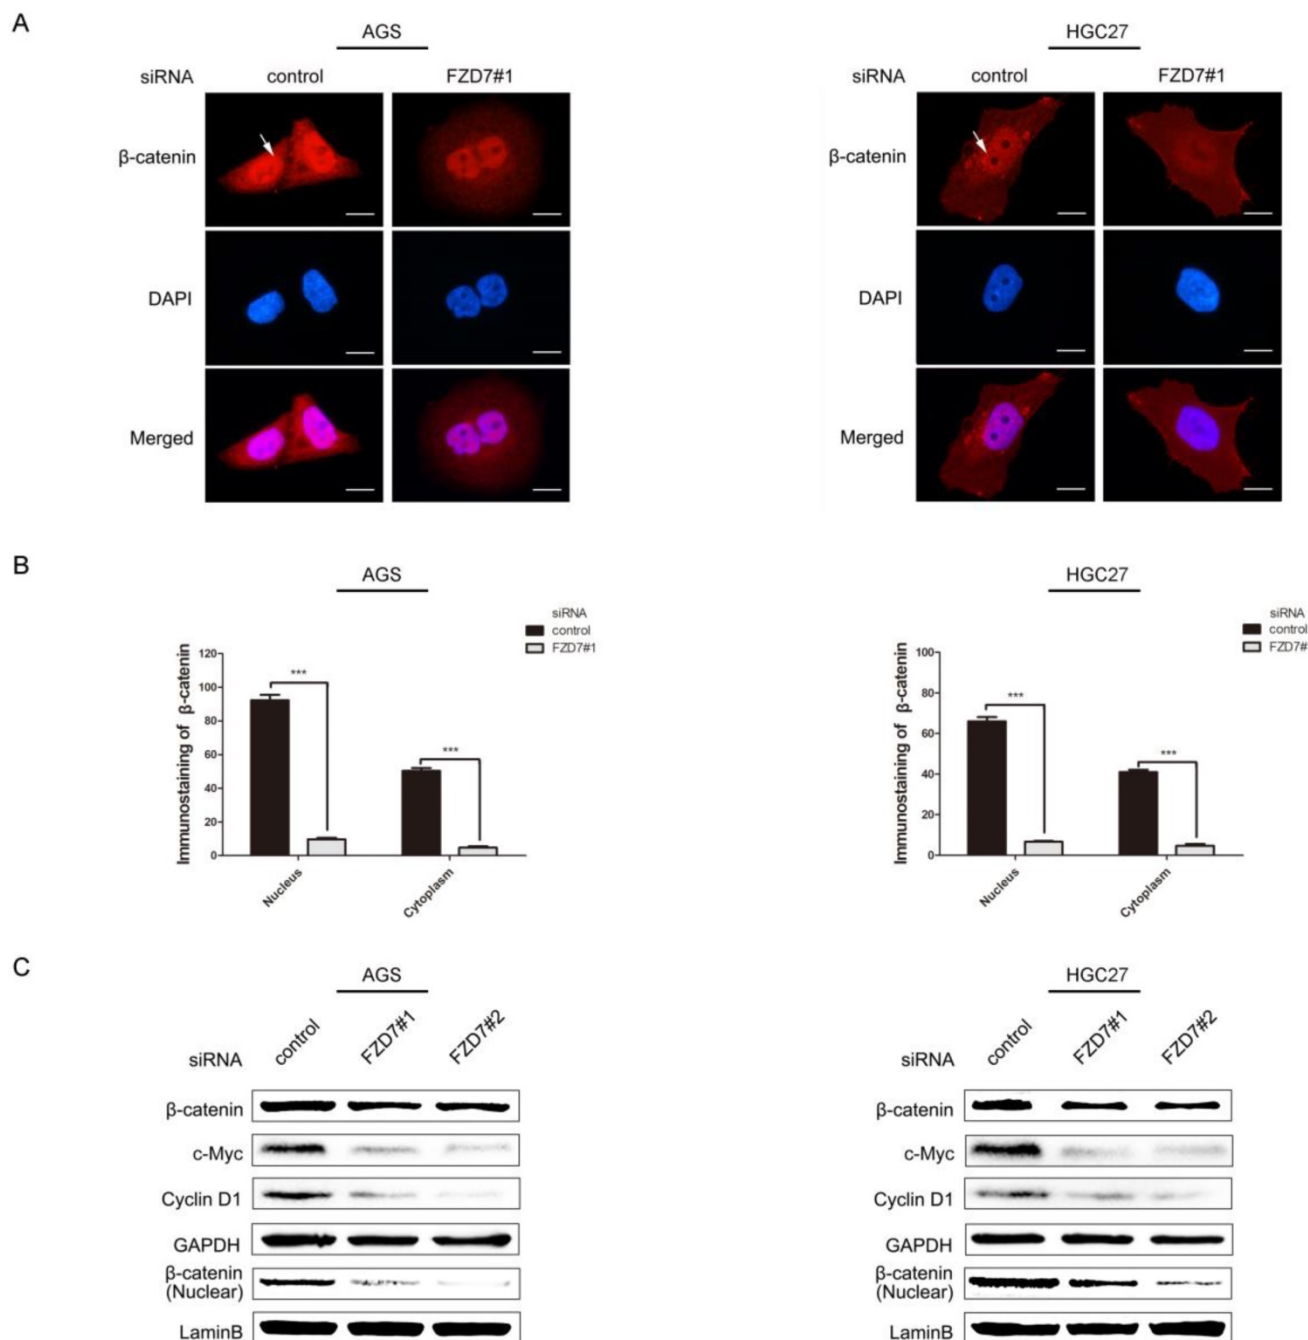 A
AGS
HGC27
siRNA control FZD7#1
control FZD7#1
β-catenin
β-catenin
DAPI
DAPI
Merged
Merged
B
AGS
HGC27
siRNA
control
FZD7#1
siRNA
control
FZD7#
Immunostaining of β-catenin
120
100
80
60
40
20
0
***
***
Nucleus
Cytoplasm
Immunostaining of β-catenin
100
80
60
40
20
0
***
***
Nucleus
Cytoplasm
C
AGS
HGC27
siRNA control FZD7#1 FZD7#2
siRNA control FZD7#1 FZD7#2
β-catenin
c-Myc
Cyclin D1
GAPDH
β-catenin
(Nuclear)
LaminB
β-catenin
c-Myc
Cyclin D1
GAPDH
β-catenin
(Nuclear)
LaminB